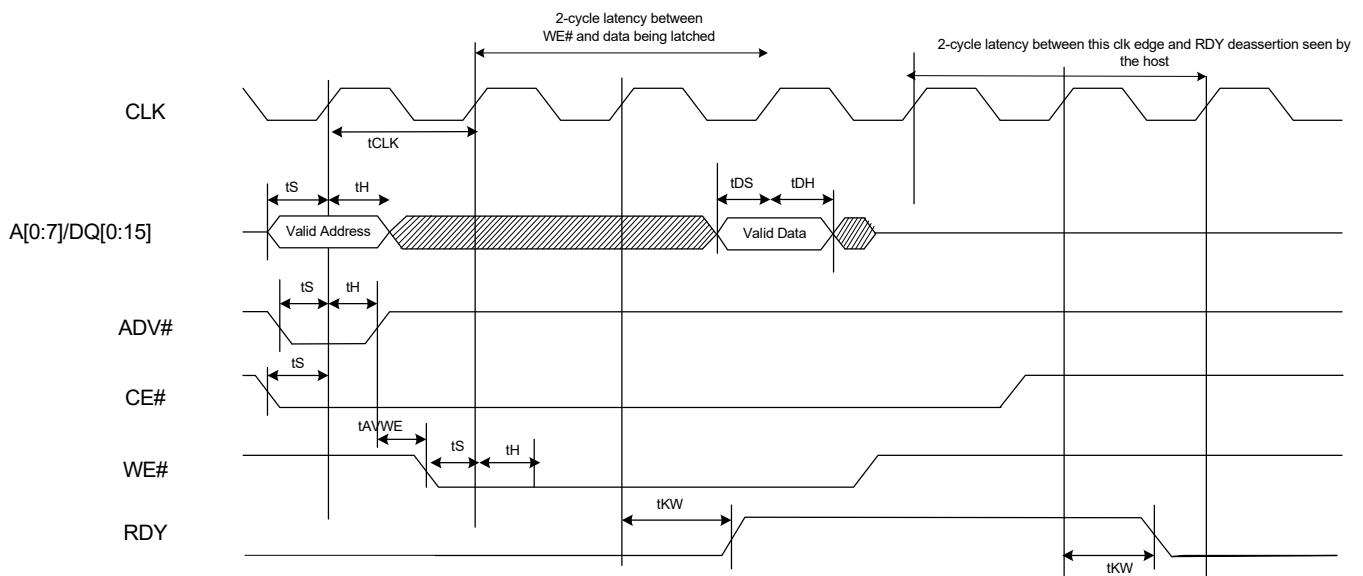 2-cycle latency between
WE# and data being latched
2-cycle latency between this clk edge and RDY deassertion seen by
the host
CLK
tCLK
tS
tH
tDS
tDH
A[0:7]/DQ[0:15]
Valid Address
Valid Data
tS
tH
ADV#
tS
CE#
tAVWE
tS
tH
WE#
tKW
RDY
tKW